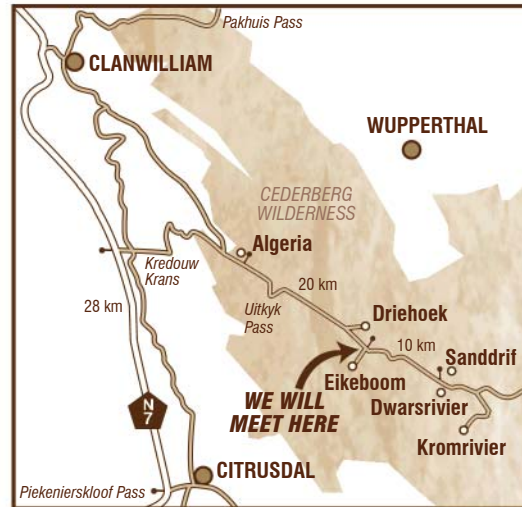 Pakhuis Pass
CLANWILLIAM
WUPPERTHAL
CEDERBERG
WILDERNESS
Algeria
Kredouw
Krans
20 km
28 km
Uitkyk
Pass
Driehoek
10 km
Sanddrif
Eikeboom
WE WILL
MEET HERE
Dwarsrivier
N
7
Kromrivier
CITRUSDAL
Piekenierskloof Pass